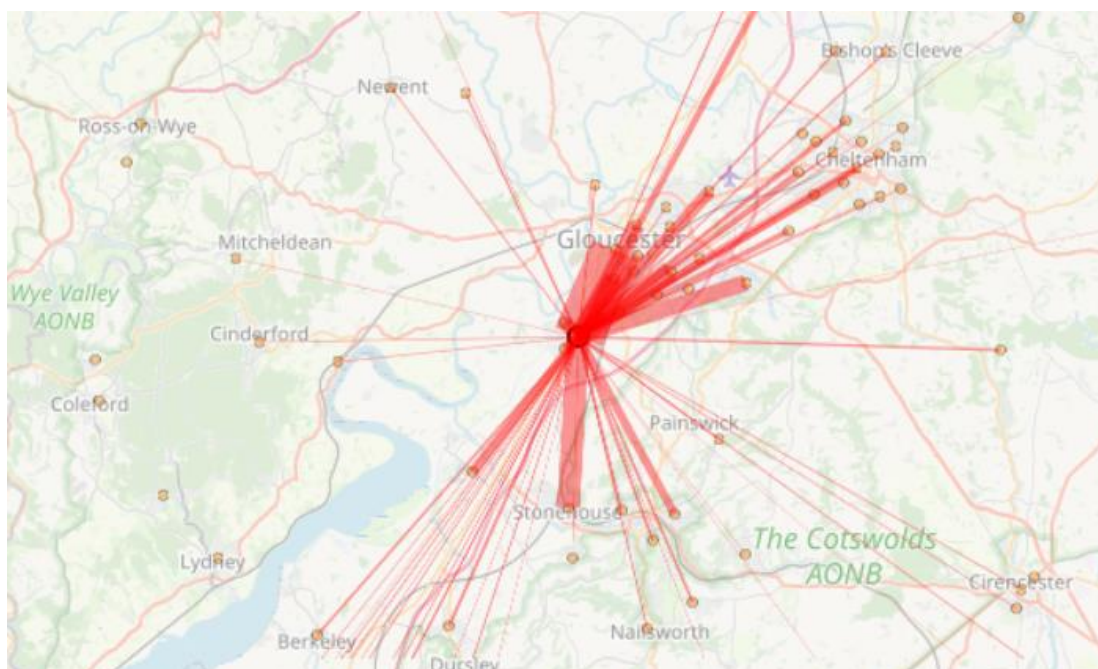 Bishop's Cleeve
Newent
Ross-on-Wye
Cheltenham
Gloucester
Mitcheldean
Wye Valley
AONB
Cinderford
Coleford
Painswick
Stonehouse
The Cotswolds
AONB
Lydney
Cirencester
Berkeley
Nailsworth
Dursley